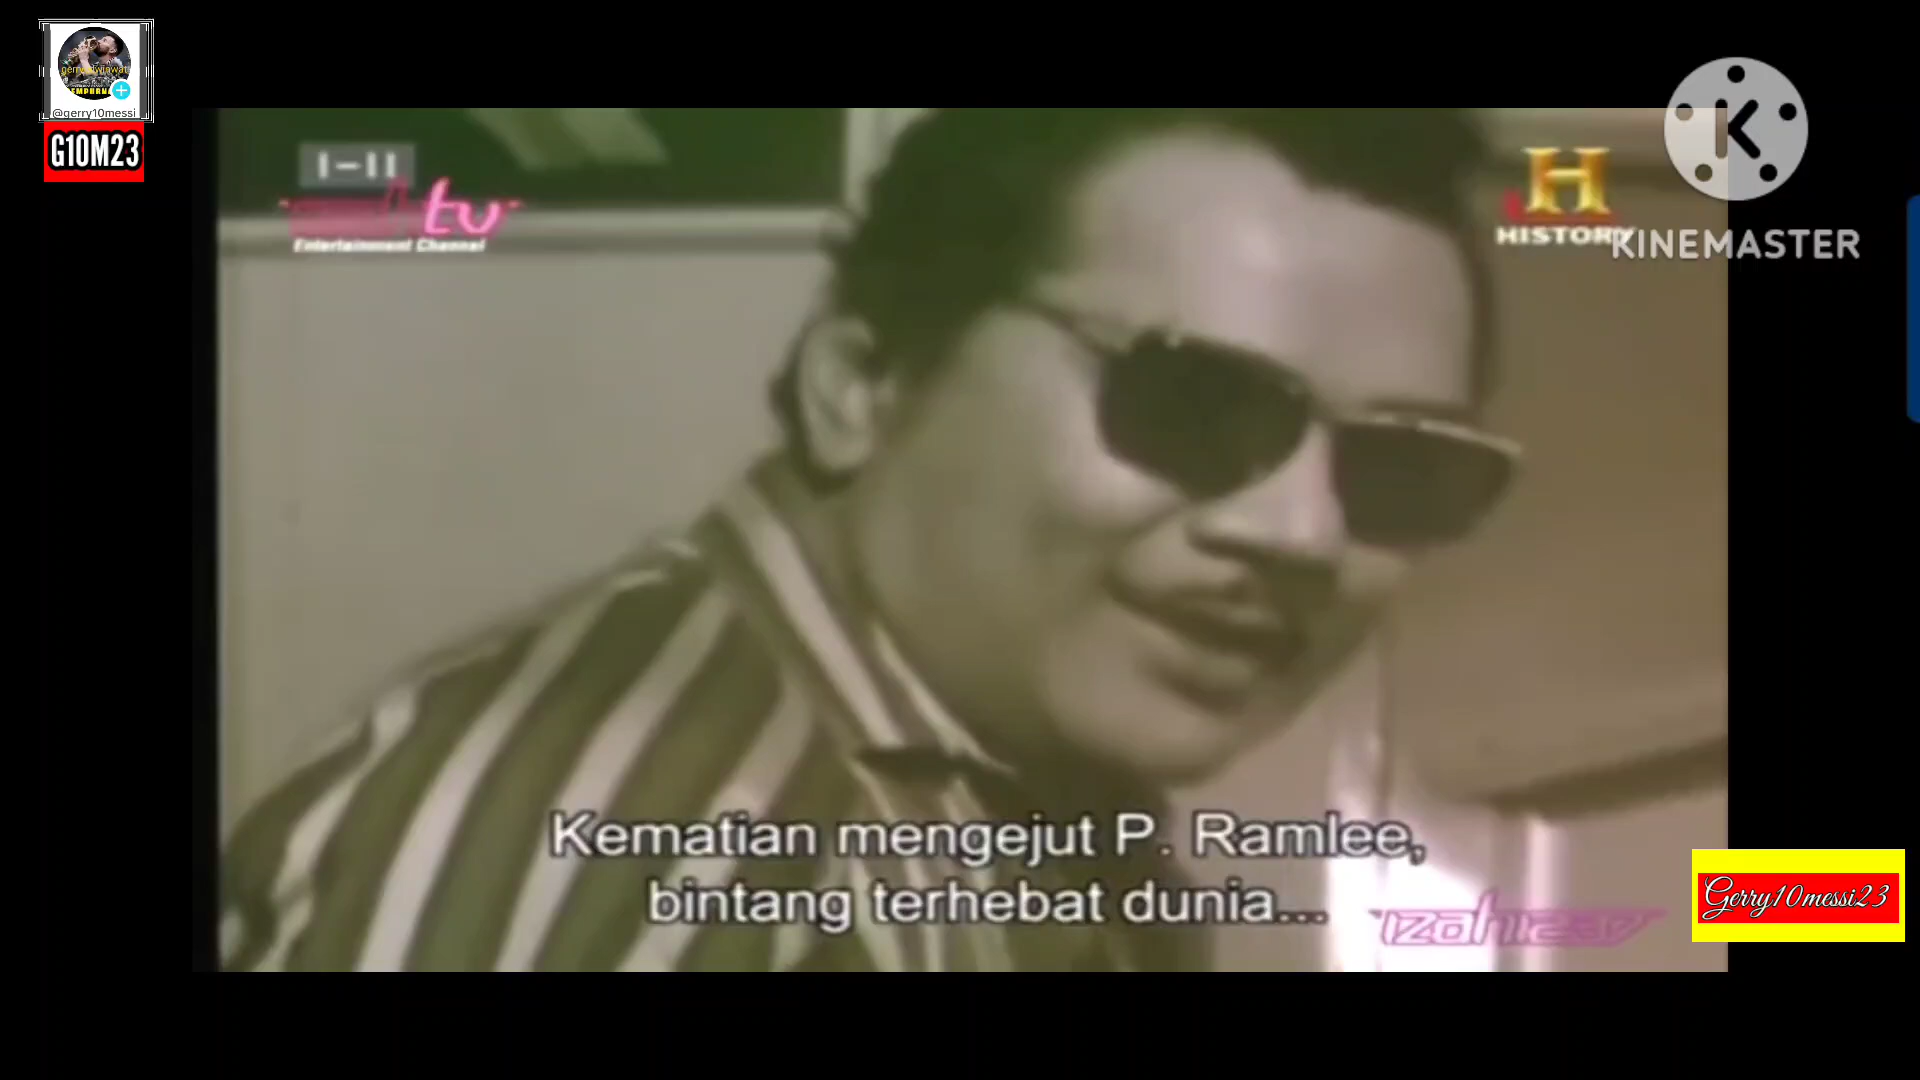 @gerry10messi
G10M23
1-11
tv
Entertainment Channel
H
HISTORY
K
KINEMASTER
Kematian mengejut P. Ramlee,
bintang terhebat dunia...
Gerry10messi23